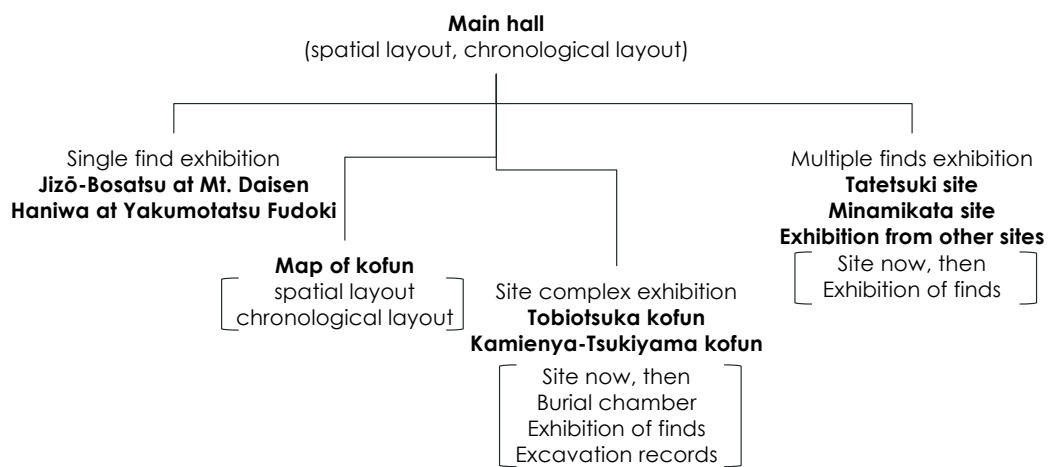 Main hall
(spatial layout, chronological layout)
Single find exhibition
Jizō-Bosatsu at Mt. Daisen
Haniwa at Yakumotatsu Fudoki
Map of kofun
spatial layout
chronological layout
Site complex exhibition
Tobiotsuka kofun
Kamienya-Tsukiyama kofun
Site now, then
Burial chamber
Exhibition of finds
Excavation records
Multiple finds exhibition
Tatetsuki site
Minamikata site
Exhibition from other sites
Site now, then
Exhibition of finds